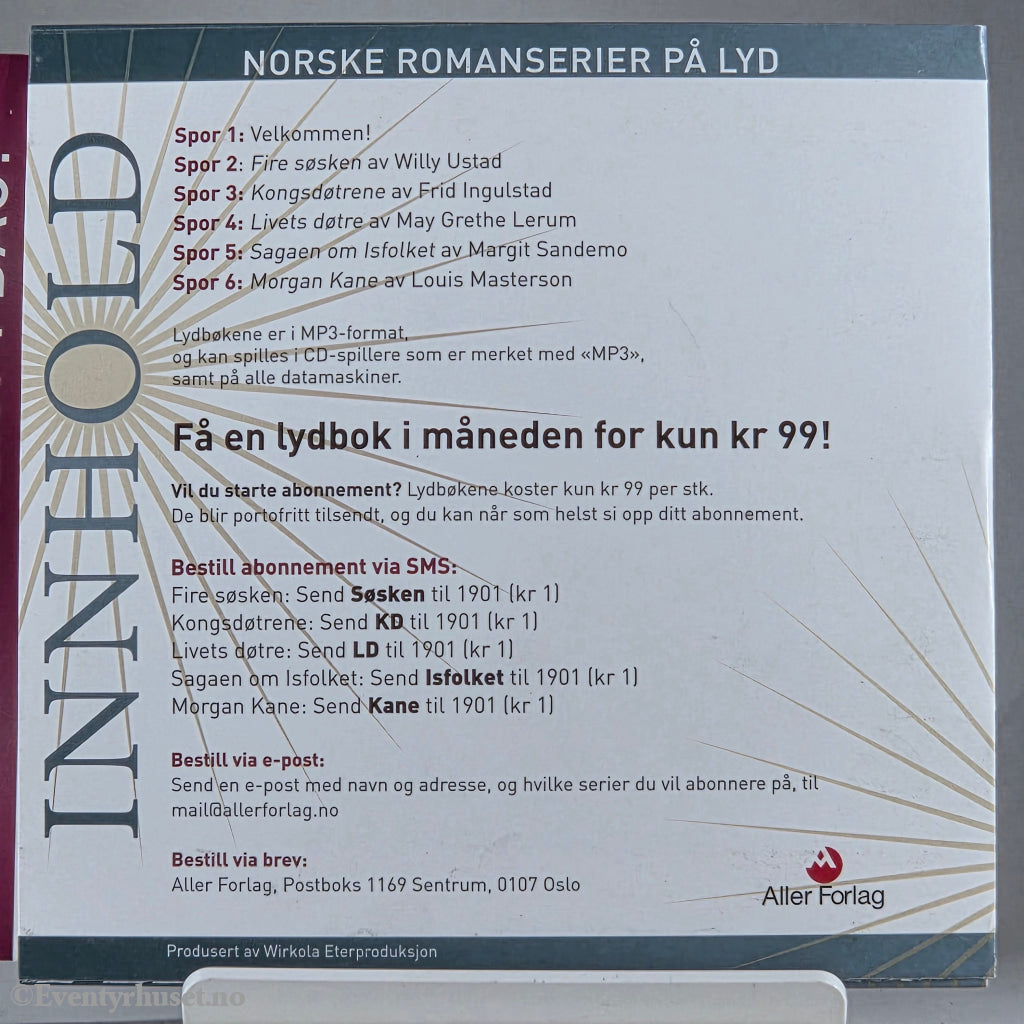 NORSKE ROMANSERIER PÅ LYD
INNHOLD
Spor 1: Velkommen!
Spor 2: Fire søsken av Willy Ustad
Spor 3: Kongsdøtrene av Frid Ingulstad
Spor 4: Livets døtre av May Grethe Lerum
Spor 5: Sagaen om Isfolket av Margit Sandemo
Spor 6: Morgan Kane av Louis Masterson
Lydbøkene er i MP3-format,
og kan spilles i CD-spillere som er merket med «MP3»,
samt på alle datamaskiner.
Få en lydbok i måneden for kun kr 99!
Vil du starte abonnement? Lydbøkene koster kun kr 99 per stk.
De blir portofritt tilsendt, og du kan når som helst si opp ditt abonnement.
Bestill abonnement via SMS:
Fire søsken: Send Søsken til 1901 (kr 1)
Kongsdøtrene: Send KD til 1901 (kr 1)
Livets døtre: Send LD til 1901 (kr 1)
Sagaen om Isfolket: Send Isfolket til 1901 (kr 1)
Morgan Kane: Send Kane til 1901 (kr 1)
Bestill via e-post:
Send en e-post med navn og adresse, og hvilke serier du vil abonnere på, til
mail@allerforlag.no
Bestill via brev:
Aller Forlag, Postboks 1169 Sentrum, 0107 Oslo
Aller Forlag
Produsert av Wirkola Eterproduksjon
©Eventyrhuset.no